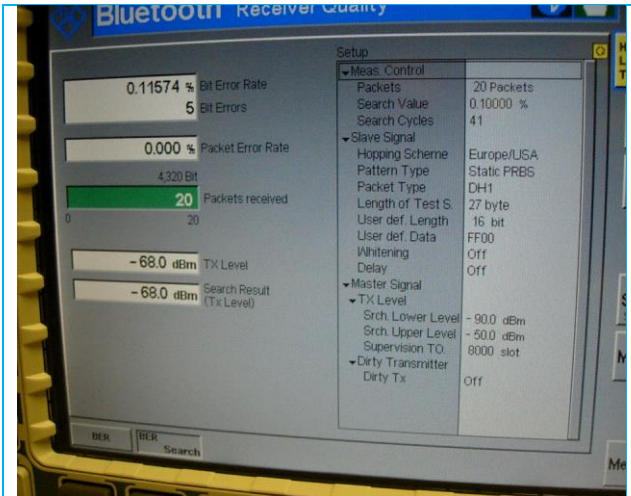 Bluetooth Receiver Quality
Setup
0.11574 % Bit Error Rate
5 Bit Errors
0.000 % Packet Error Rate
4,320 Bit
20 Packets received
0 20
-68.0 dBm TX Level
-68.0 dBm Search Result
(Tx Level)
Meas. Control
Packets 20 Packets
Search Value 0.10000 %
Search Cycles 41
Slave Signal
Hopping Scheme Europe/USA
Pattern Type Static PRBS
Packet Type DH1
Length of Test S. 27 byte
User def. Length 16 bit
User def. Data FF00
Whitening Off
Delay Off
Master Signal
TX Level
Srch. Lower Level -90.0 dBm
Srch. Upper Level -50.0 dBm
Supervision TO. 8000 slot
Dirty Transmitter
Dirty Tx Off
BER
BER
Search